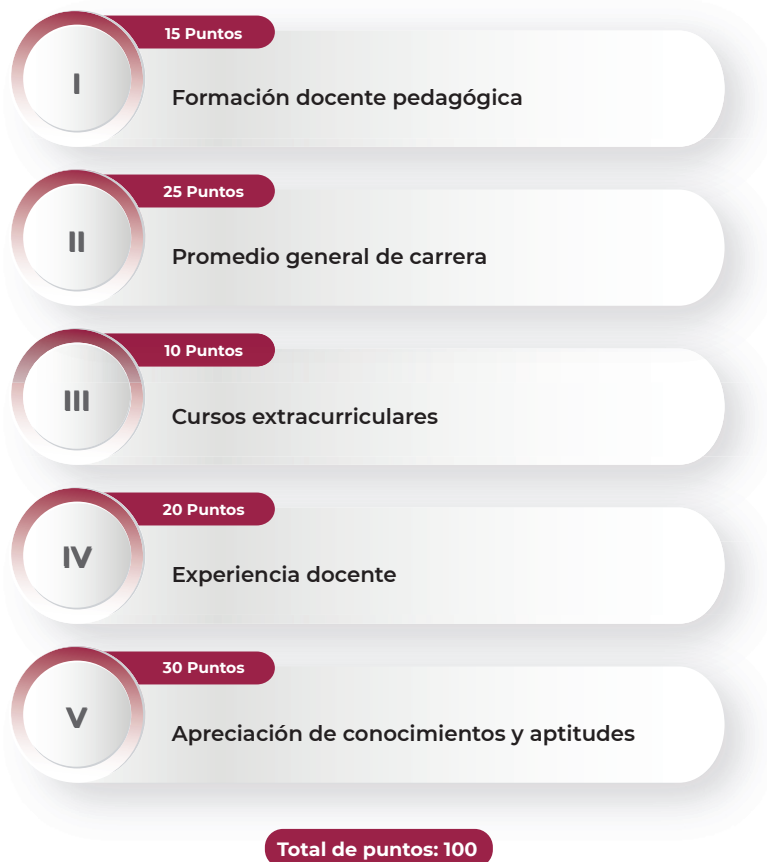 15 Puntos
I
Formación docente pedagógica
25 Puntos
II
Promedio general de carrera
10 Puntos
III
Cursos extracurriculares
20 Puntos
IV
Experiencia docente
30 Puntos
V
Apreciación de conocimientos y aptitudes
Total de puntos: 100